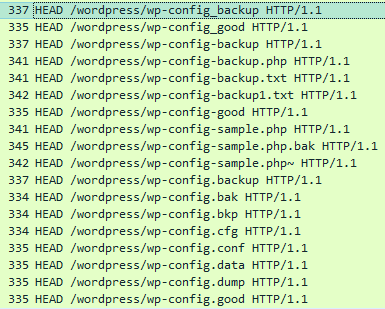 337 HEAD /wordpress/wp-config_backup HTTP/1.1
335 HEAD /wordpress/wp-config_good HTTP/1.1
337 HEAD /wordpress/wp-config-backup HTTP/1.1
341 HEAD /wordpress/wp-config-backup.php HTTP/1.1
341 HEAD /wordpress/wp-config-backup.txt HTTP/1.1
342 HEAD /wordpress/wp-config-backup1.txt HTTP/1.1
335 HEAD /wordpress/wp-config-good HTTP/1.1
341 HEAD /wordpress/wp-config-sample.php HTTP/1.1
345 HEAD /wordpress/wp-config-sample.php.bak HTTP/1.1
342 HEAD /wordpress/wp-config-sample.php~ HTTP/1.1
337 HEAD /wordpress/wp-config.backup HTTP/1.1
334 HEAD /wordpress/wp-config.bak HTTP/1.1
334 HEAD /wordpress/wp-config.bkp HTTP/1.1
334 HEAD /wordpress/wp-config.cfg HTTP/1.1
335 HEAD /wordpress/wp-config.conf HTTP/1.1
335 HEAD /wordpress/wp-config.data HTTP/1.1
335 HEAD /wordpress/wp-config.dump HTTP/1.1
335 HEAD /wordpress/wp-config.good HTTP/1.1